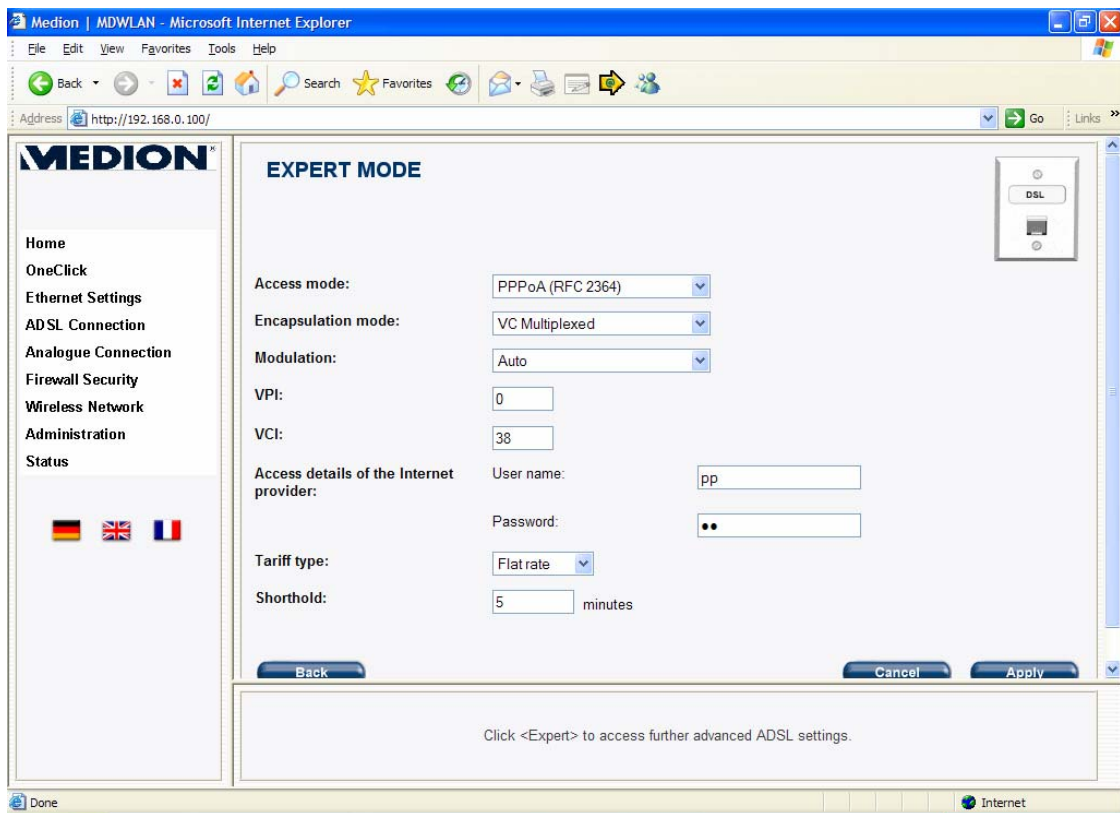 Medion | MDWLAN - Microsoft Internet Explorer
File Edit View Favorites Tools Help
Back Search Favorites
Address http://192.168.0.100/ Go Links »
MEDION®
EXPERT MODE
DSL
Home
OneClick
Ethernet Settings
ADSL Connection
Analogue Connection
Firewall Security
Wireless Network
Administration
Status
Access mode: PPPoA (RFC 2364)
Encapsulation mode: VC Multiplexed
Modulation: Auto
VPI: 0
VCI: 38
Access details of the Internet provider: User name: pp
Password: ●●
Tariff type: Flat rate
Shorthold: 5 minutes
Back Cancel Apply
Click <Expert> to access further advanced ADSL settings.
Done Internet